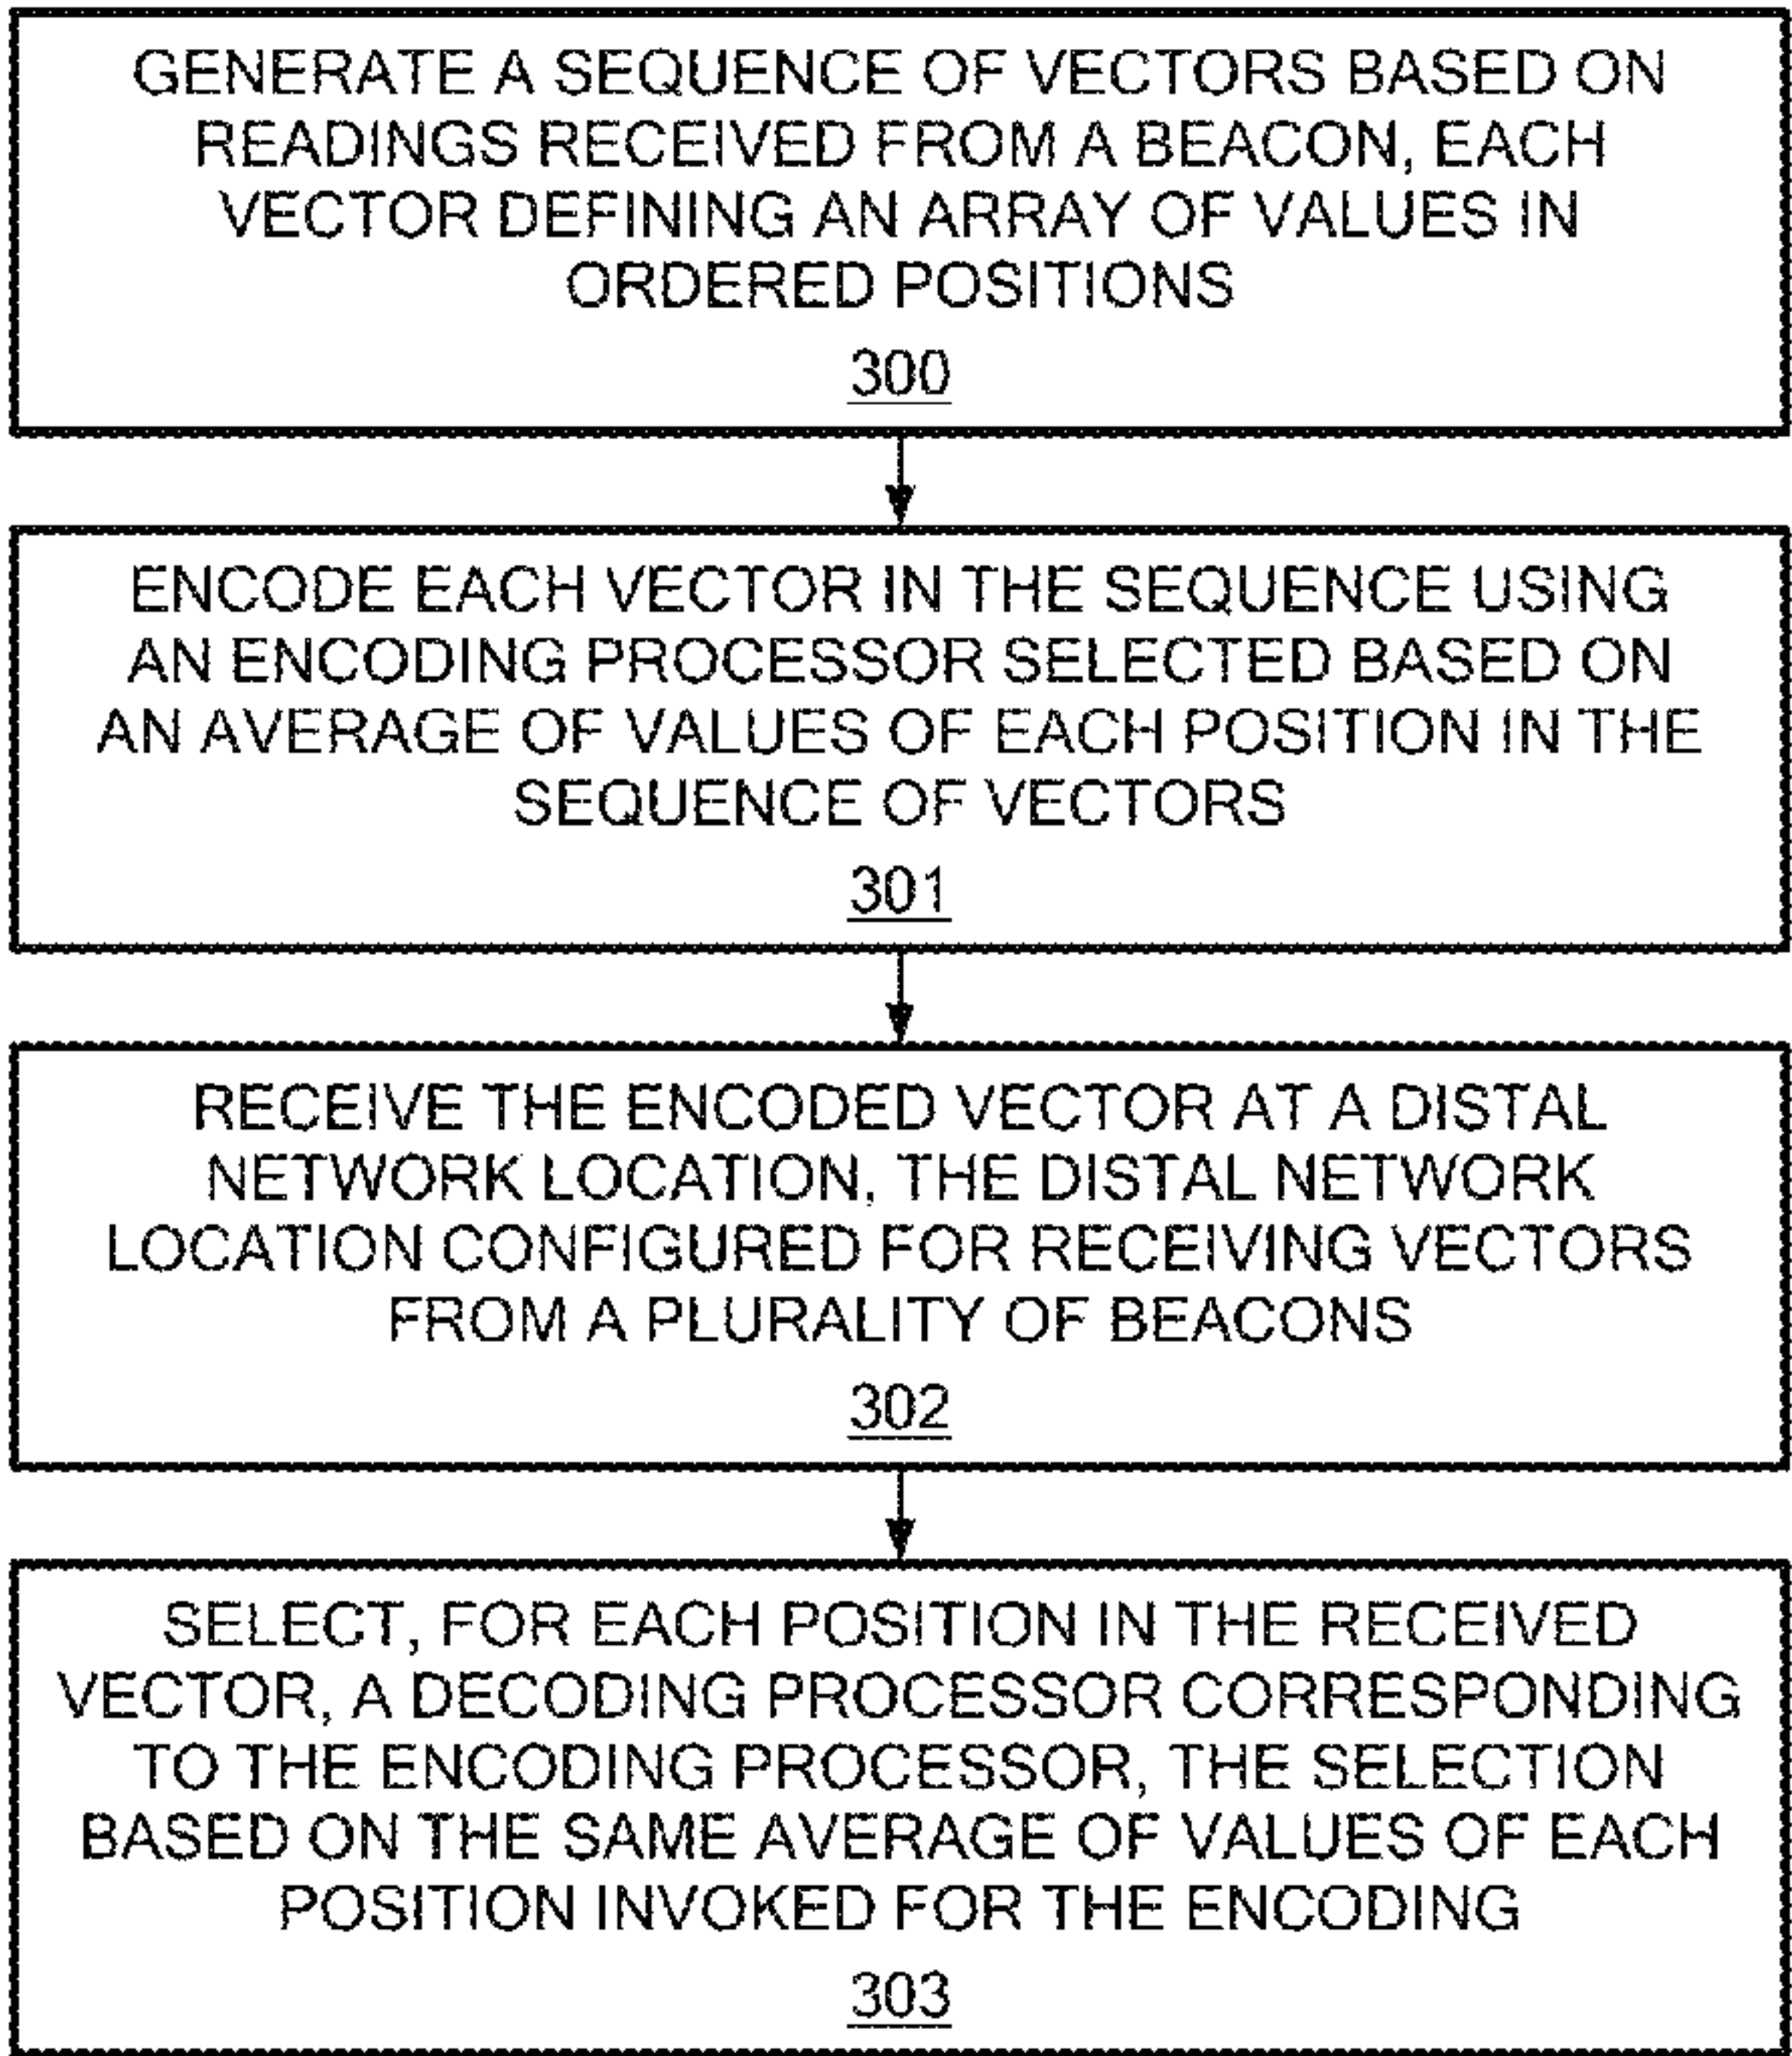 GENERATE A SEQUENCE OF VECTORS BASED ON
READINGS RECEIVED FROM A BEACON, EACH
VECTOR DEFINING AN ARRAY OF VALUES IN
ORDERED POSITIONS
300
ENCODE EACH VECTOR IN THE SEQUENCE USING
AN ENCODING PROCESSOR SELECTED BASED ON
AN AVERAGE OF VALUES OF EACH POSITION IN THE
SEQUENCE OF VECTORS
301
RECEIVE THE ENCODED VECTOR AT A DISTAL
NETWORK LOCATION, THE DISTAL NETWORK
LOCATION CONFIGURED FOR RECEIVING VECTORS
FROM A PLURALITY OF BEACONS
302
SELECT, FOR EACH POSITION IN THE RECEIVED
VECTOR, A DECODING PROCESSOR CORRESPONDING
TO THE ENCODING PROCESSOR, THE SELECTION
BASED ON THE SAME AVERAGE OF VALUES OF EACH
POSITION INVOKED FOR THE ENCODING
303